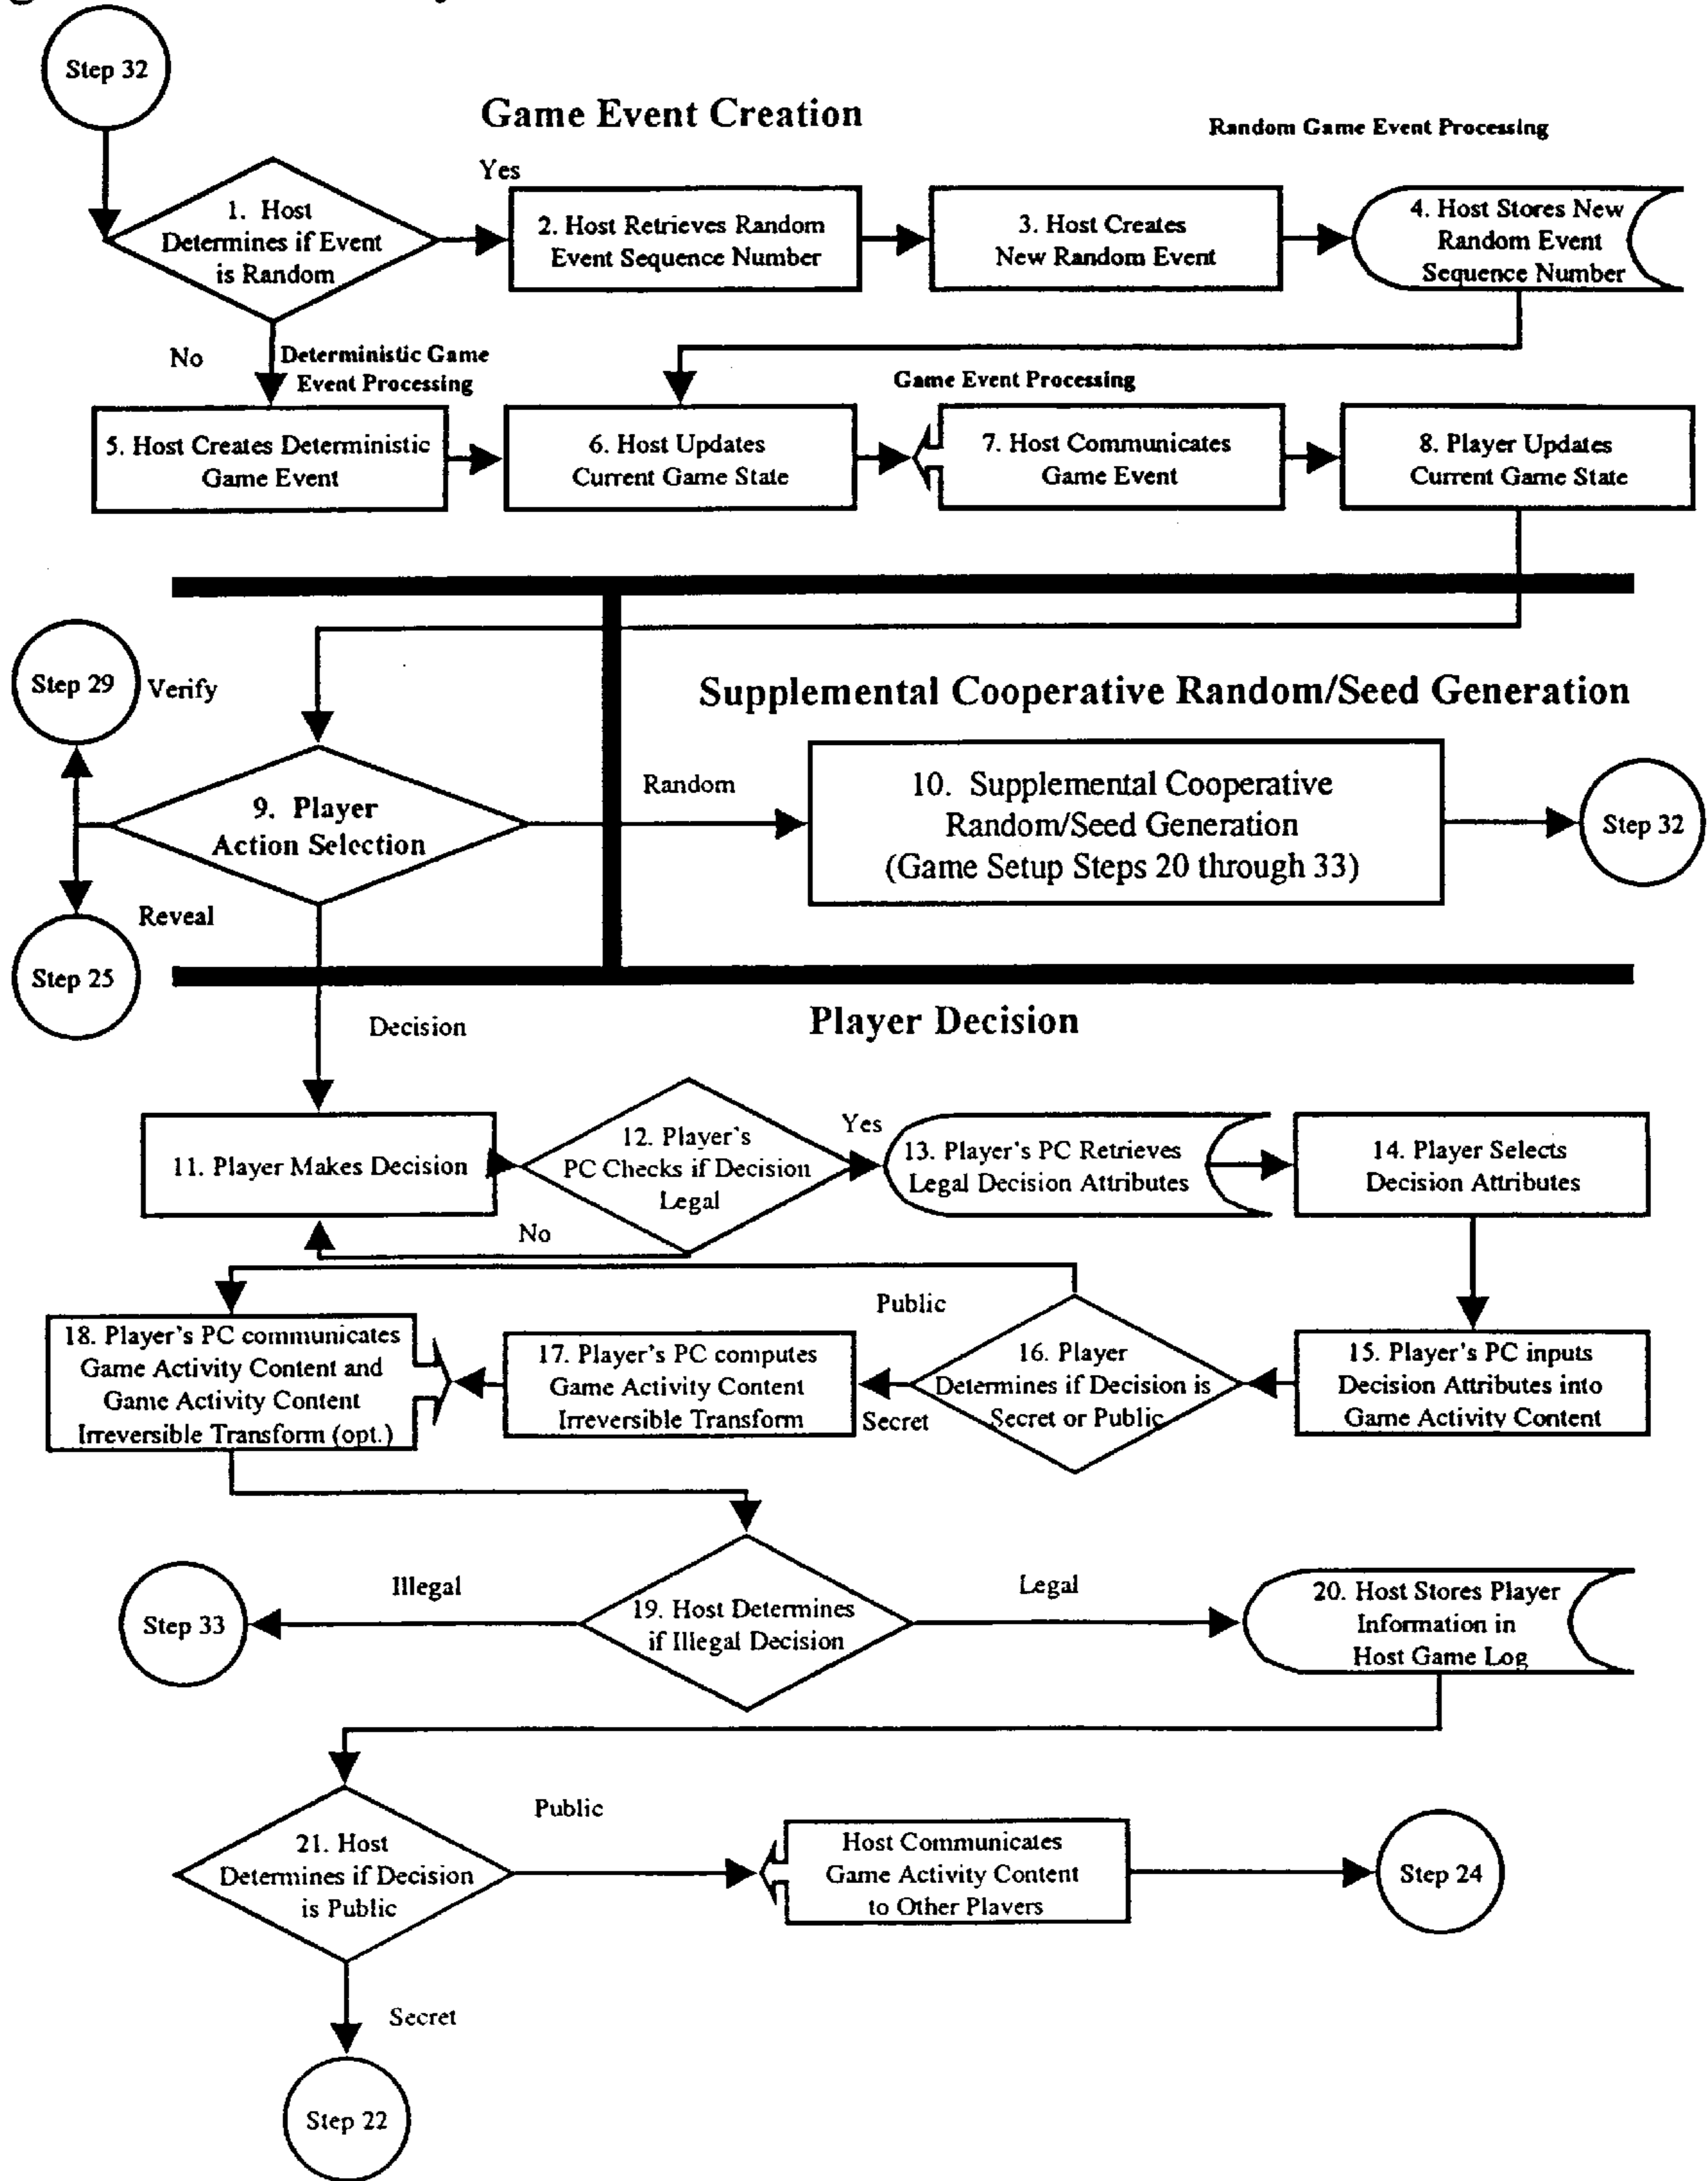 Step 32
Game Event Creation
Random Game Event Processing
Yes
1. Host
Determines if Event
is Random
2. Host Retrieves Random
Event Sequence Number
3. Host Creates
New Random Event
4. Host Stores New
Random Event
Sequence Number
No
Deterministic Game
Event Processing
Game Event Processing
5. Host Creates Deterministic
Game Event
6. Host Updates
Current Game State
7. Host Communicates
Game Event
8. Player Updates
Current Game State
Step 29
Verify
Supplemental Cooperative Random/Seed Generation
9. Player
Action Selection
Random
10. Supplemental Cooperative
Random/Seed Generation
(Game Setup Steps 20 through 33)
Step 32
Reveal
Step 25
Decision
Player Decision
11. Player Makes Decision
12. Player's
PC Checks if Decision
Legal
Yes
13. Player's PC Retrieves
Legal Decision Attributes
14. Player Selects
Decision Attributes
No
Public
18. Player's PC communicates
Game Activity Content and
Game Activity Content
Irreversible Transform (opt.)
17. Player's PC computes
Game Activity Content
Irreversible Transform
Secret
16. Player
Determines if Decision is
Secret or Public
15. Player's PC inputs
Decision Attributes into
Game Activity Content
Step 33
Illegal
19. Host Determines
if Illegal Decision
Legal
20. Host Stores Player
Information in
Host Game Log
21. Host
Determines if Decision
is Public
Public
Host Communicates
Game Activity Content
to Other Players
Step 24
Secret
Step 22